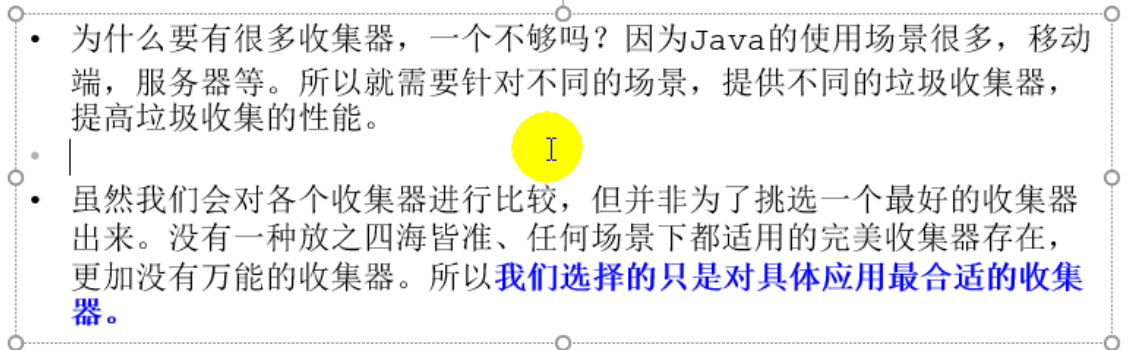 • 为什么要有很多收集器，一个不够吗？因为Java的使用场景很多，移动
端，服务器等。所以就需要针对不同的场景，提供不同的垃圾收集器，
提高垃圾收集的性能。
• 虽然我们会对各个收集器进行比较，但并非为了挑选一个最好的收集器
出来。没有一种放之四海皆准、任何场景下都适用的完美收集器存在，
更加没有万能的收集器。所以我们选择的只是对具体应用最合适的收集
器。